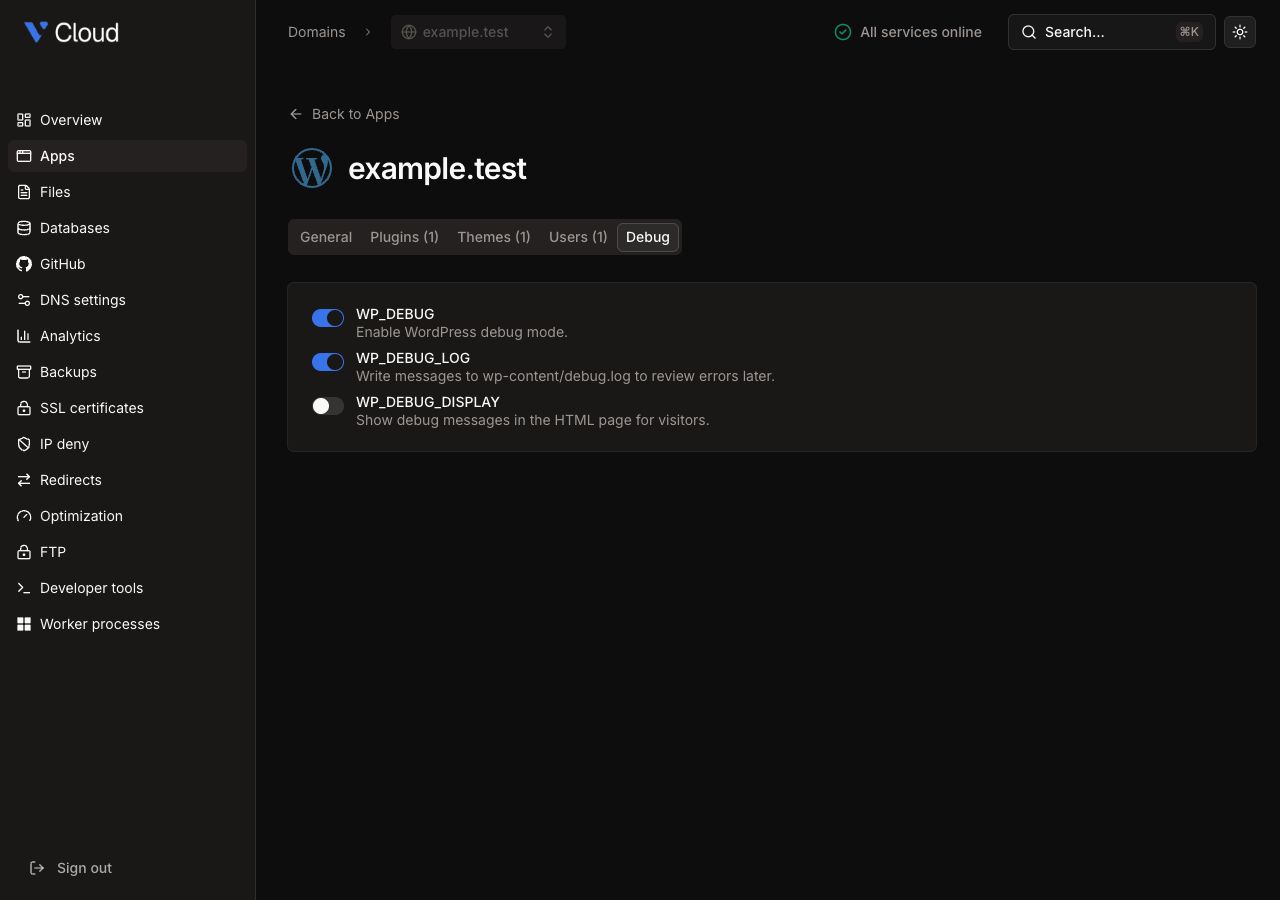 Cloud
Domains
example.test
All services online
Search...
⌘K
Overview
Apps
Files
Databases
GitHub
DNS settings
Analytics
Backups
SSL certificates
IP deny
Redirects
Optimization
FTP
Developer tools
Worker processes
Sign out
Back to Apps
example.test
General
Plugins (1)
Themes (1)
Users (1)
Debug
WP_DEBUG
Enable WordPress debug mode.
WP_DEBUG_LOG
Write messages to wp-content/debug.log to review errors later.
WP_DEBUG_DISPLAY
Show debug messages in the HTML page for visitors.